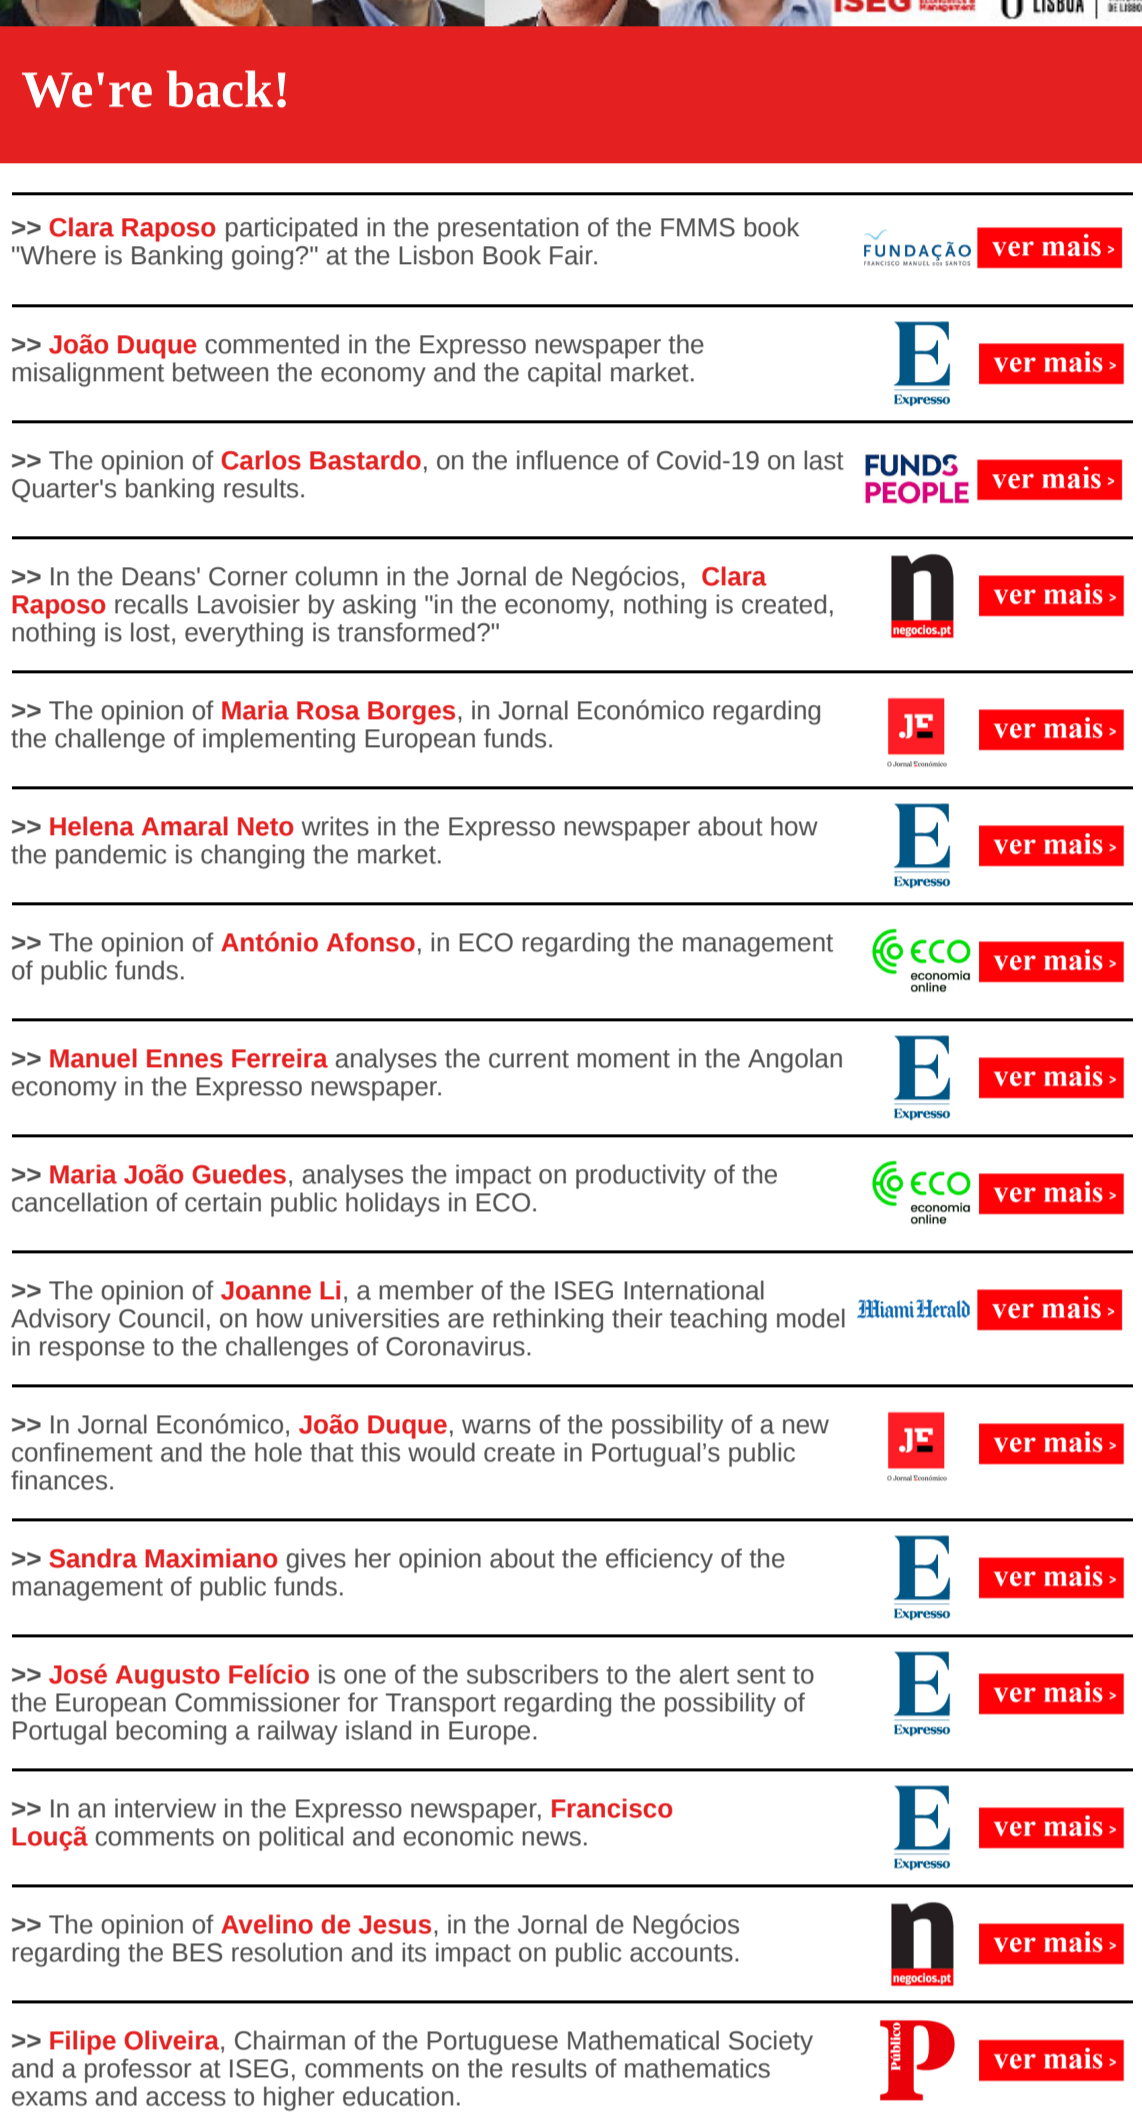 ISEG
Management
LISBOA
We're back!
>> Clara Raposo participated in the presentation of the FMMS book
"Where is Banking going?" at the Lisbon Book Fair.
FUNDAÇÃO
FRANCISCO MANUEL DOS SANTOS
ver mais >
>> João Duque commented in the Expresso newspaper the
misalignment between the economy and the capital market.
E
Expresso
ver mais >
>> The opinion of Carlos Bastardo, on the influence of Covid-19 on last
Quarter's banking results.
FUNDS
PEOPLE
ver mais >
>> In the Deans' Corner column in the Jornal de Negócios, Clara
Raposo recalls Lavoisier by asking "in the economy, nothing is created,
nothing is lost, everything is transformed?"
n
negocios.pt
ver mais >
>> The opinion of Maria Rosa Borges, in Jornal Económico regarding
the challenge of implementing European funds.
JE
O Jornal Económico
ver mais >
>> Helena Amaral Neto writes in the Expresso newspaper about how
the pandemic is changing the market.
E
Expresso
ver mais >
>> The opinion of António Afonso, in ECO regarding the management
of public funds.
ECO
economia
online
ver mais >
>> Manuel Ennes Ferreira analyses the current moment in the Angolan
economy in the Expresso newspaper.
E
Expresso
ver mais >
>> Maria João Guedes, analyses the impact on productivity of the
cancellation of certain public holidays in ECO.
ECO
economia
online
ver mais >
>> The opinion of Joanne Li, a member of the ISEG International
Advisory Council, on how universities are rethinking their teaching model
in response to the challenges of Coronavirus.
Miami Herald
ver mais >
>> In Jornal Económico, João Duque, warns of the possibility of a new
confinement and the hole that this would create in Portugual’s public
finances.
JE
O Jornal Económico
ver mais >
>> Sandra Maximiano gives her opinion about the efficiency of the
management of public funds.
E
Expresso
ver mais >
>> José Augusto Felício is one of the subscribers to the alert sent to
the European Commissioner for Transport regarding the possibility of
Portugal becoming a railway island in Europe.
E
Expresso
ver mais >
>> In an interview in the Expresso newspaper, Francisco
Louçã comments on political and economic news.
E
Expresso
ver mais >
>> The opinion of Avelino de Jesus, in the Jornal de Negócios
regarding the BES resolution and its impact on public accounts.
n
negocios.pt
ver mais >
>> Filipe Oliveira, Chairman of the Portuguese Mathematical Society
and a professor at ISEG, comments on the results of mathematics
exams and access to higher education.
P
Público
ver mais >